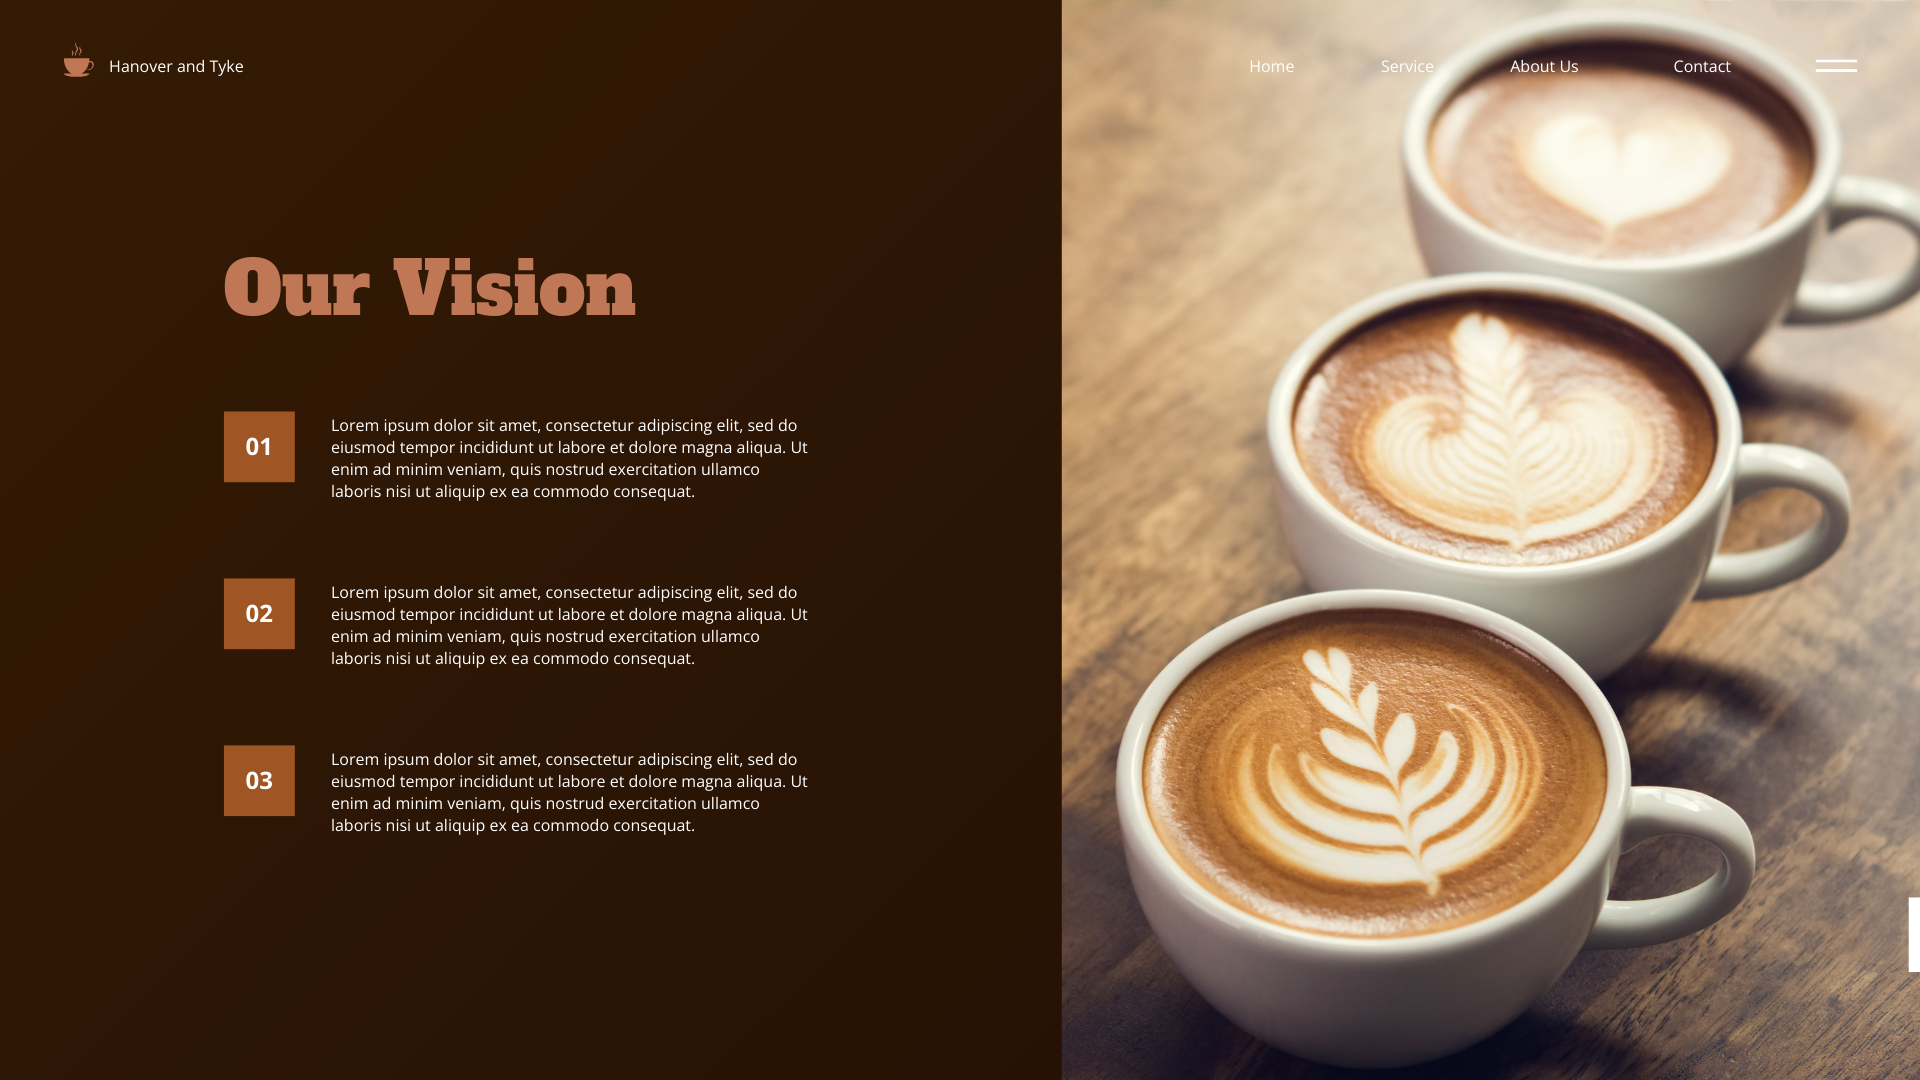 Hanover and Tyke
Home
Service
About Us
Contact
Our Vision
01
Lorem ipsum dolor sit amet, consectetur adipiscing elit, sed do
eiusmod tempor incididunt ut labore et dolore magna aliqua. Ut
enim ad minim veniam, quis nostrud exercitation ullamco
laboris nisi ut aliquip ex ea commodo consequat.
02
Lorem ipsum dolor sit amet, consectetur adipiscing elit, sed do
eiusmod tempor incididunt ut labore et dolore magna aliqua. Ut
enim ad minim veniam, quis nostrud exercitation ullamco
laboris nisi ut aliquip ex ea commodo consequat.
03
Lorem ipsum dolor sit amet, consectetur adipiscing elit, sed do
eiusmod tempor incididunt ut labore et dolore magna aliqua. Ut
enim ad minim veniam, quis nostrud exercitation ullamco
laboris nisi ut aliquip ex ea commodo consequat.